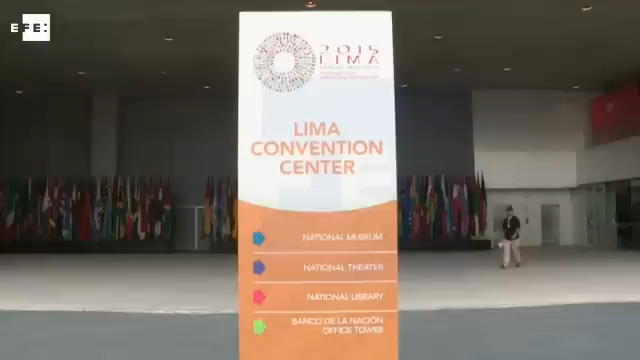 EFE:
2015
LIMA
LIMA
CONVENTION
CENTER
NATIONAL MUSEUM
NATIONAL THEATER
NATIONAL LIBRARY
BANCO DE LA NACIÓN
OFFICE TOWER